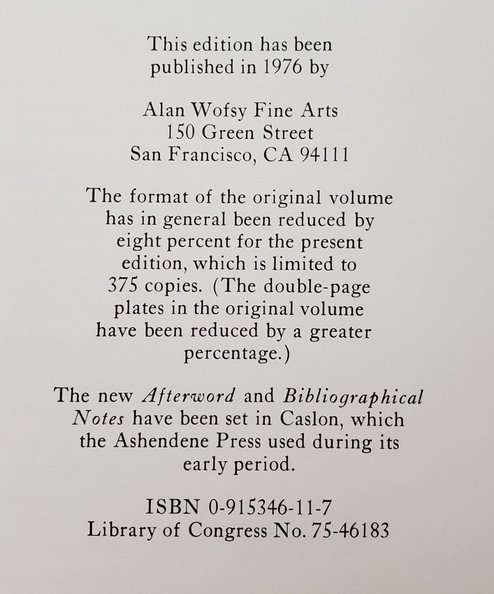 This edition has been
published in 1976 by
Alan Wofsy Fine Arts
150 Green Street
San Francisco, CA 94111
The format of the original volume
has in general been reduced by
eight percent for the present
edition, which is limited to
375 copies. (The double-page
plates in the original volume
have been reduced by a greater
percentage.)
The new Afterword and Bibliographical
Notes have been set in Caslon, which
the Ashendene Press used during its
early period.
ISBN 0-915346-11-7
Library of Congress No. 75-46183